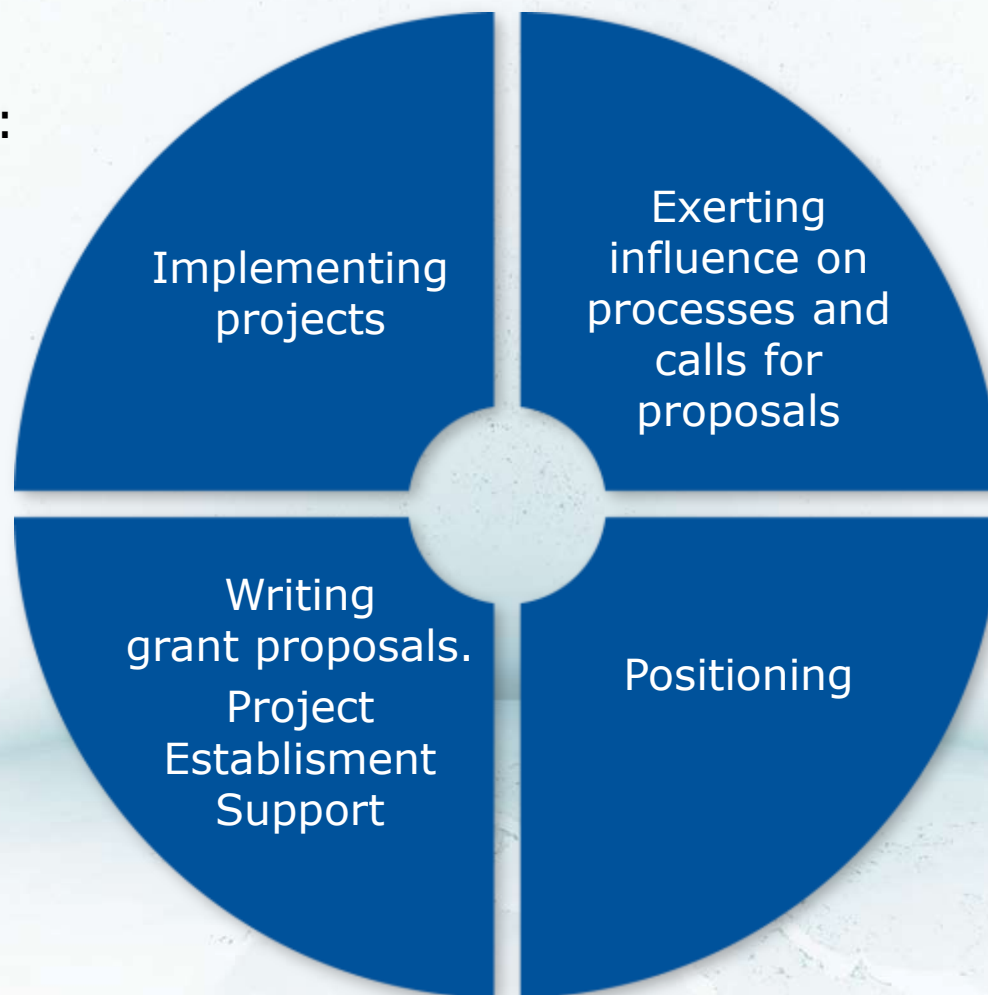 :
Implementing
projects
Exerting
influence on
processes and
calls for
proposals
Writing
grant proposals.
Project
Establisment
Support
Positioning